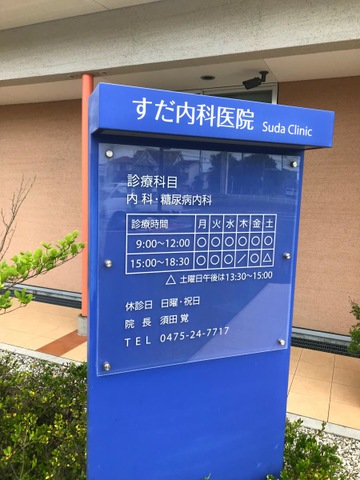 すだ内科医院 Suda Clinic
診療科目
内科・糖尿病内科
診療時間 月 火 水 木 金 土
9:00〜12:00 ○ ○ ○ ○ ○ ○
15:00〜18:30 ○ ○ ○ ／ ○ △
△ 土曜日午後は13:30〜15:00
休診日 日曜・祝日
院 長 須田 覚
TEL 0475-24-7717